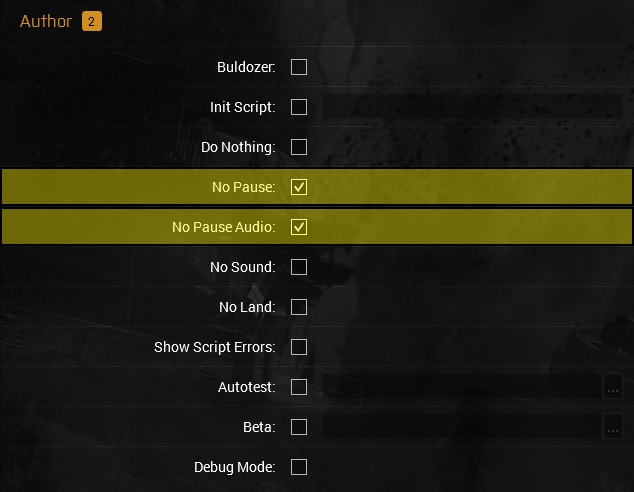 Author 2
Buldozer:
Init Script:
Do Nothing:
No Pause:
No Pause Audio:
No Sound:
No Land:
Show Script Errors:
Autotest: ...
Beta: ...
Debug Mode: